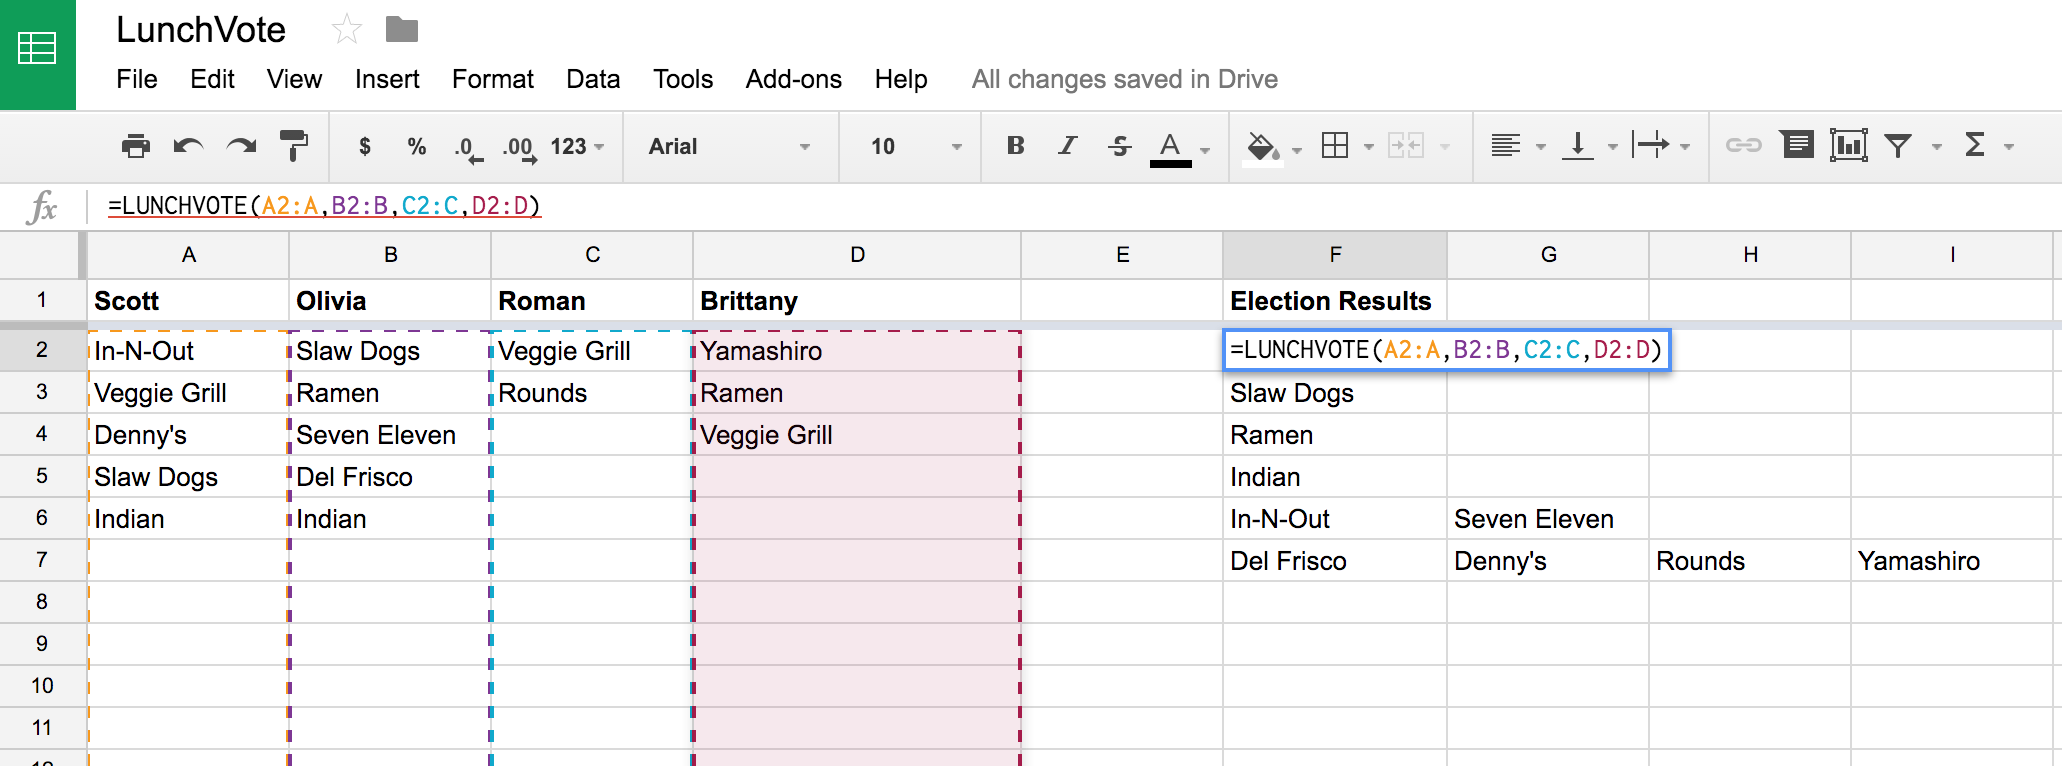 LunchVote
File Edit View Insert Format Data Tools Add-ons Help All changes saved in Drive
$ % .0 .00 123 Arial 10 B I S A Σ
fx =LUNCHVOTE(A2:A,B2:B,C2:C,D2:D)
A B C D E F G H I
1 Scott Olivia Roman Brittany Election Results
2 In-N-Out Slaw Dogs Veggie Grill Yamashiro =LUNCHVOTE(A2:A,B2:B,C2:C,D2:D)
3 Veggie Grill Ramen Rounds Ramen Slaw Dogs
4 Denny's Seven Eleven Veggie Grill Ramen
5 Slaw Dogs Del Frisco Indian
6 Indian Indian In-N-Out Seven Eleven
7 Del Frisco Denny's Rounds Yamashiro
8
9
10
11